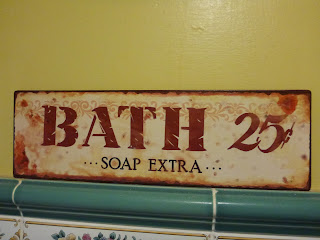 BATH 25¢
...SOAP EXTRA...